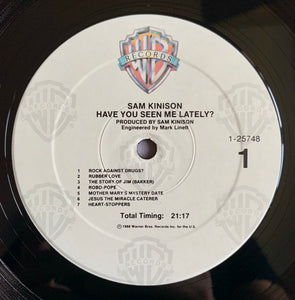 RECORDS
SAM KINISON
HAVE YOU SEEN ME LATELY?
PRODUCED BY SAM KINISON
Engineered by Mark Linett
1-25748
1
1 ROCK AGAINST DRUGS?
2 RUBBER LOVE
3 THE STORY OF JIM (BAKKER)
4 ROBO-POPE
5 MOTHER MARY'S MYSTERY DATE
6 JESUS THE MIRACLE CATERER
7 HEART-STOPPERS
Total Timing: 21:17
℗ 1988 Warner Bros. Records Inc. for the U.S.